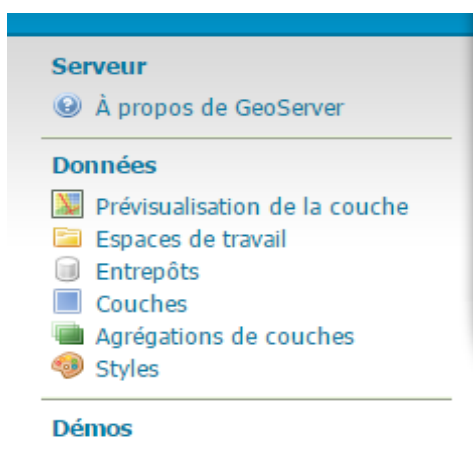 Serveur
À propos de GeoServer
Données
Prévisualisation de la couche
Espaces de travail
Entrepôts
Couches
Agrégations de couches
Styles
Démos